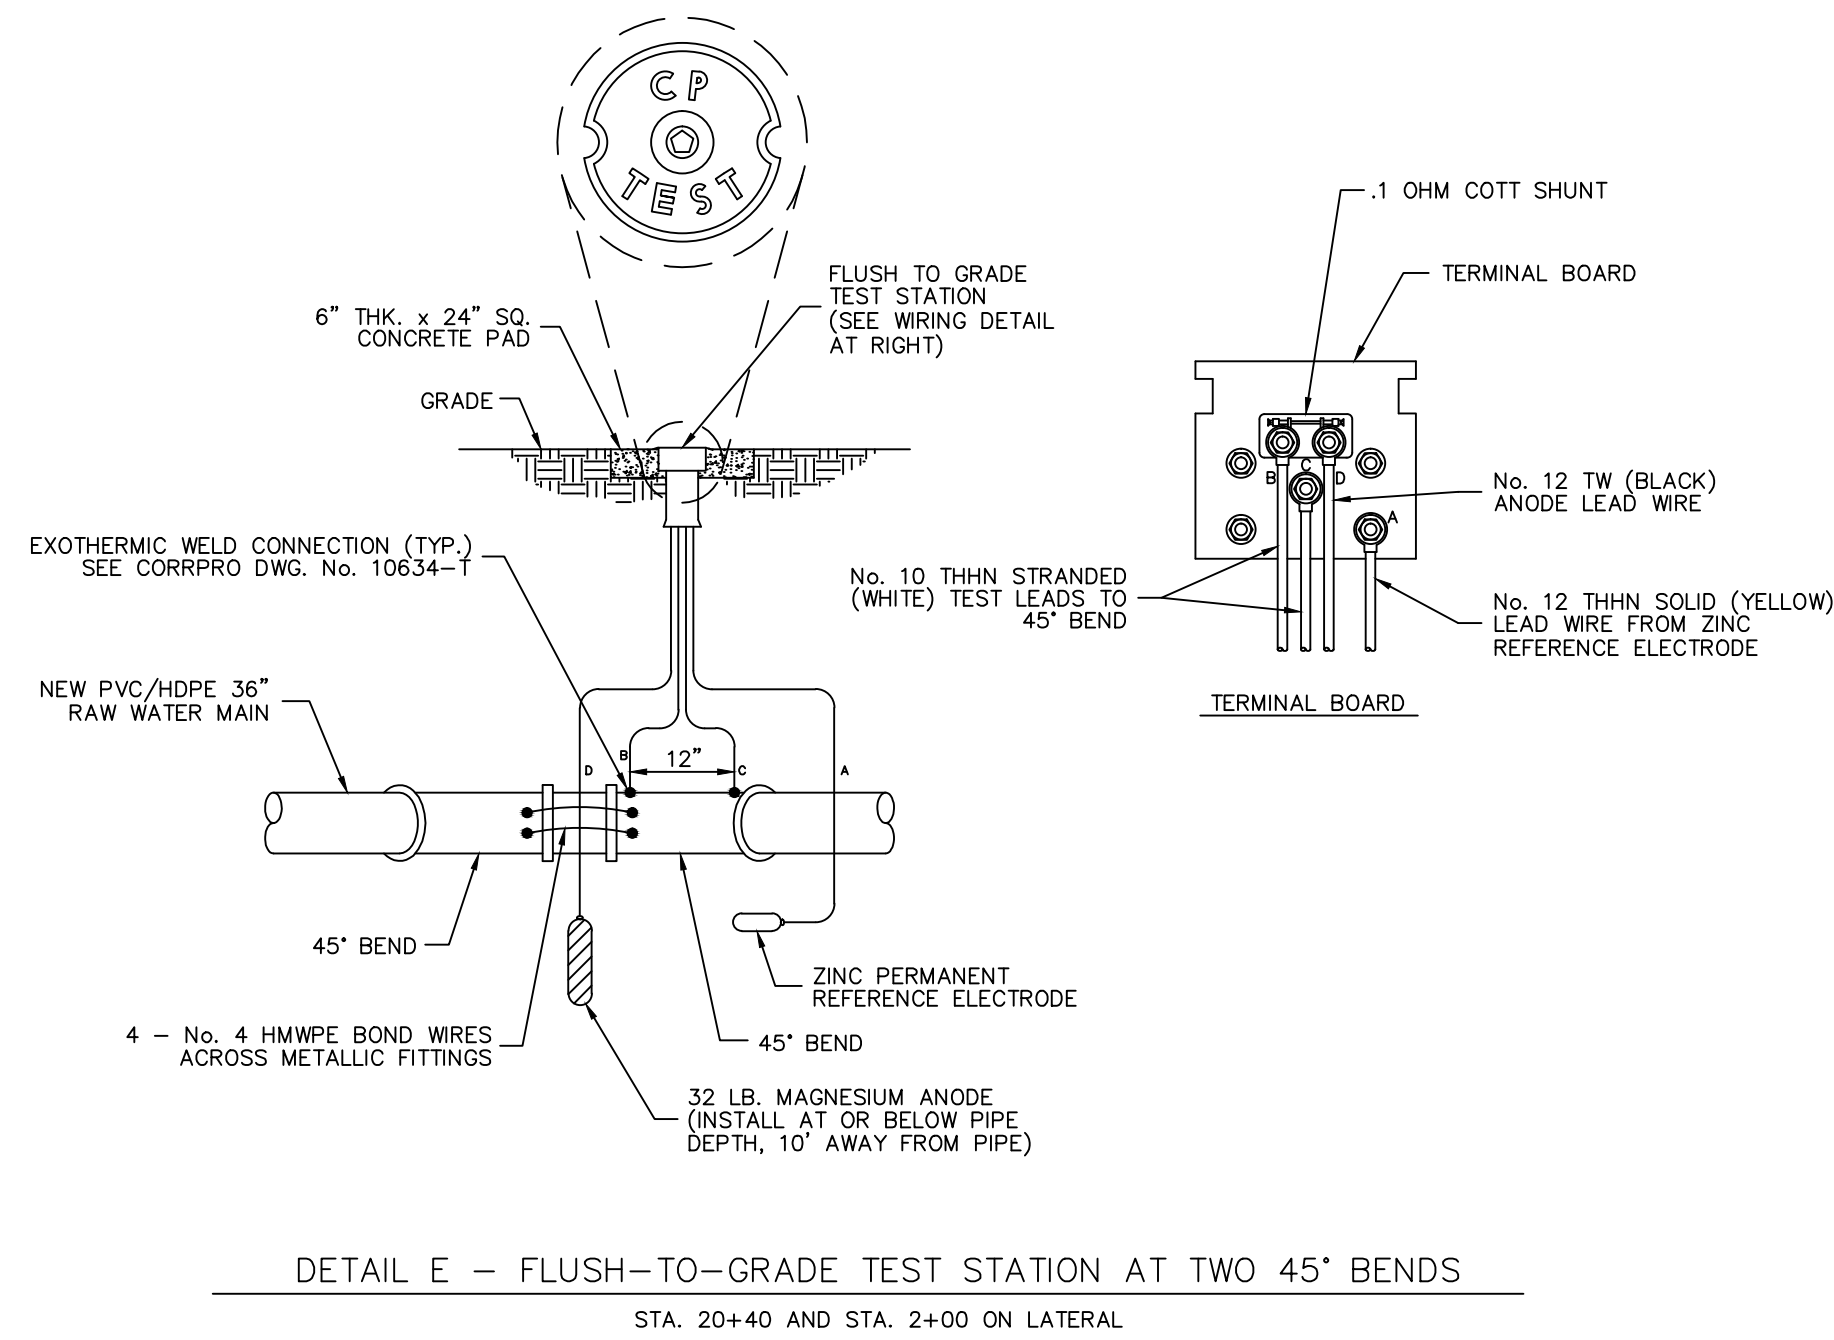 CP
TEST
.1 OHM COTT SHUNT
TERMINAL BOARD
FLUSH TO GRADE
TEST STATION
(SEE WIRING DETAIL
AT RIGHT)
6" THK. x 24" SQ.
CONCRETE PAD
GRADE
B
C
D
A
No. 12 TW (BLACK)
ANODE LEAD WIRE
EXOTHERMIC WELD CONNECTION (TYP.)
SEE CORRPRO DWG. No. 10634-T
No. 10 THHN STRANDED
(WHITE) TEST LEADS TO
45° BEND
No. 12 THHN SOLID (YELLOW)
LEAD WIRE FROM ZINC
REFERENCE ELECTRODE
TERMINAL BOARD
NEW PVC/HDPE 36"
RAW WATER MAIN
D
B
12"
C
A
45° BEND
ZINC PERMANENT
REFERENCE ELECTRODE
4 - No. 4 HMWPE BOND WIRES
ACROSS METALLIC FITTINGS
45° BEND
32 LB. MAGNESIUM ANODE
(INSTALL AT OR BELOW PIPE
DEPTH, 10' AWAY FROM PIPE)
DETAIL E - FLUSH-TO-GRADE TEST STATION AT TWO 45° BENDS
STA. 20+40 AND STA. 2+00 ON LATERAL